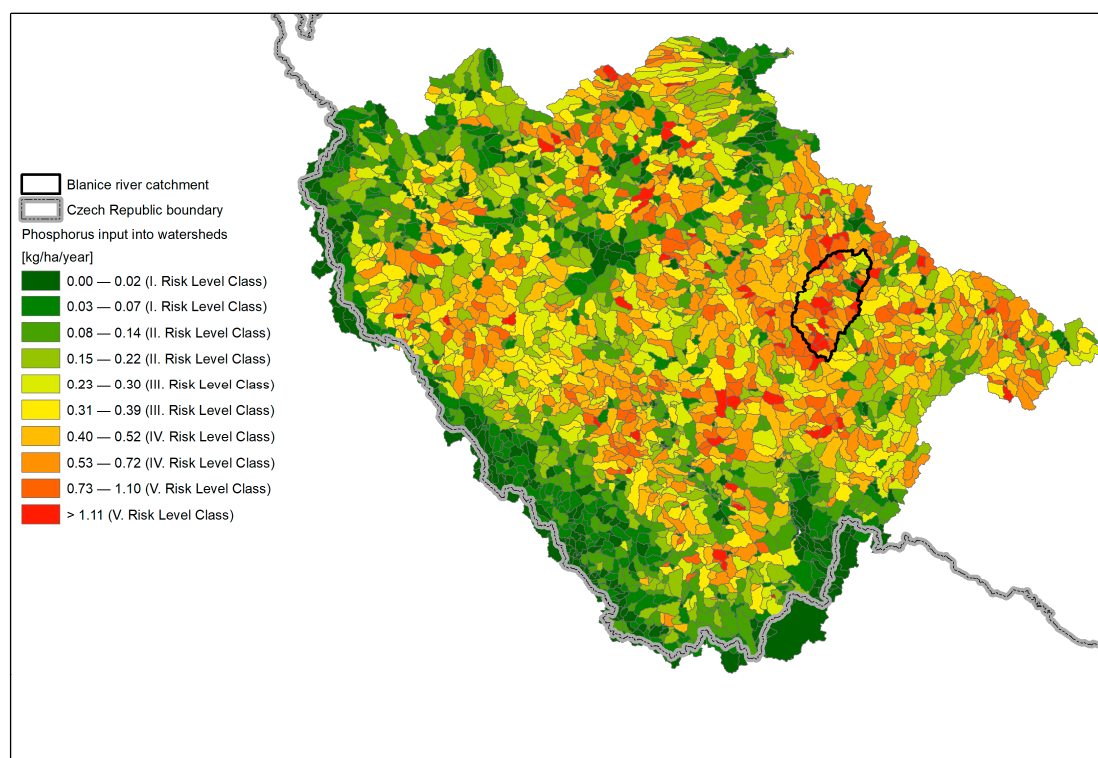 Blanice river catchment
Czech Republic boundary
Phosphorus input into watersheds
[kg/ha/year]
0.00 — 0.02 (I. Risk Level Class)
0.03 — 0.07 (I. Risk Level Class)
0.08 — 0.14 (II. Risk Level Class)
0.15 — 0.22 (II. Risk Level Class)
0.23 — 0.30 (III. Risk Level Class)
0.31 — 0.39 (III. Risk Level Class)
0.40 — 0.52 (IV. Risk Level Class)
0.53 — 0.72 (IV. Risk Level Class)
0.73 — 1.10 (V. Risk Level Class)
> 1.11 (V. Risk Level Class)